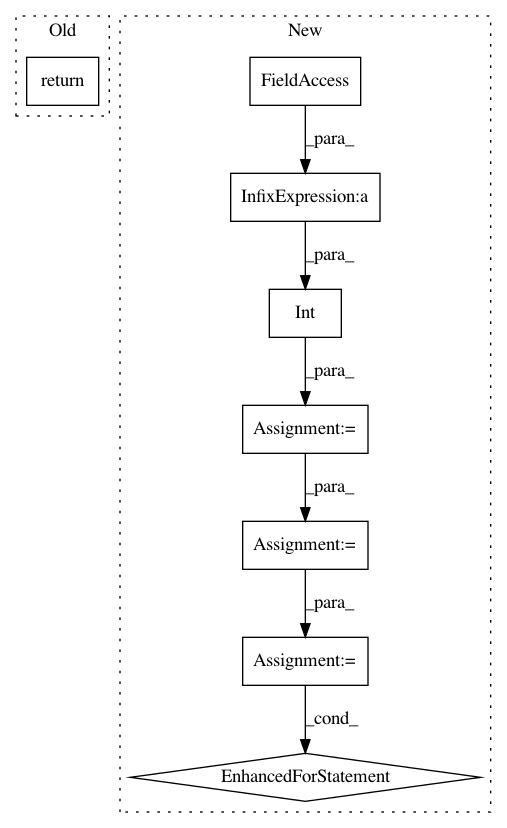 Old
New
return
FieldAccess
_para_
InfixExpression:a
_para_
Int
_para_
Assignment:=
_para_
Assignment:=
_para_
Assignment:=
_cond_
EnhancedForStatement